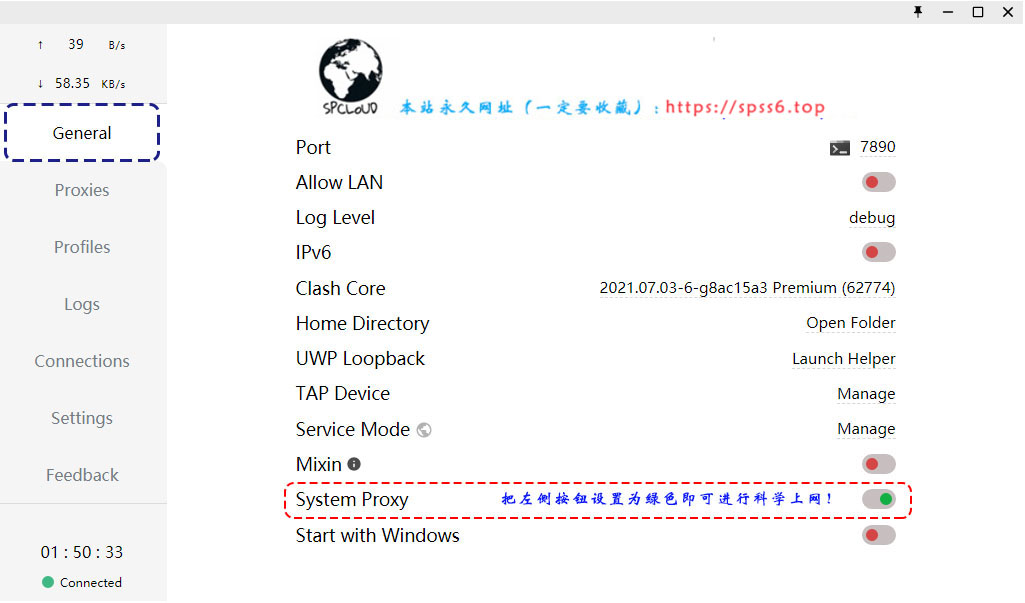 ↑ 39 B/s
↓ 58.35 KB/s
General
Proxies
Profiles
Logs
Connections
Settings
Feedback
01 : 50 : 33
Connected
SPCLOUD
本站永久网址（一定要收藏）：https://spss6.top
Port 7890
Allow LAN
Log Level debug
IPv6
Clash Core 2021.07.03-6-g8ac15a3 Premium (62774)
Home Directory Open Folder
UWP Loopback Launch Helper
TAP Device Manage
Service Mode Manage
Mixin
System Proxy 把左侧按钮设置为绿色即可进行科学上网！
Start with Windows